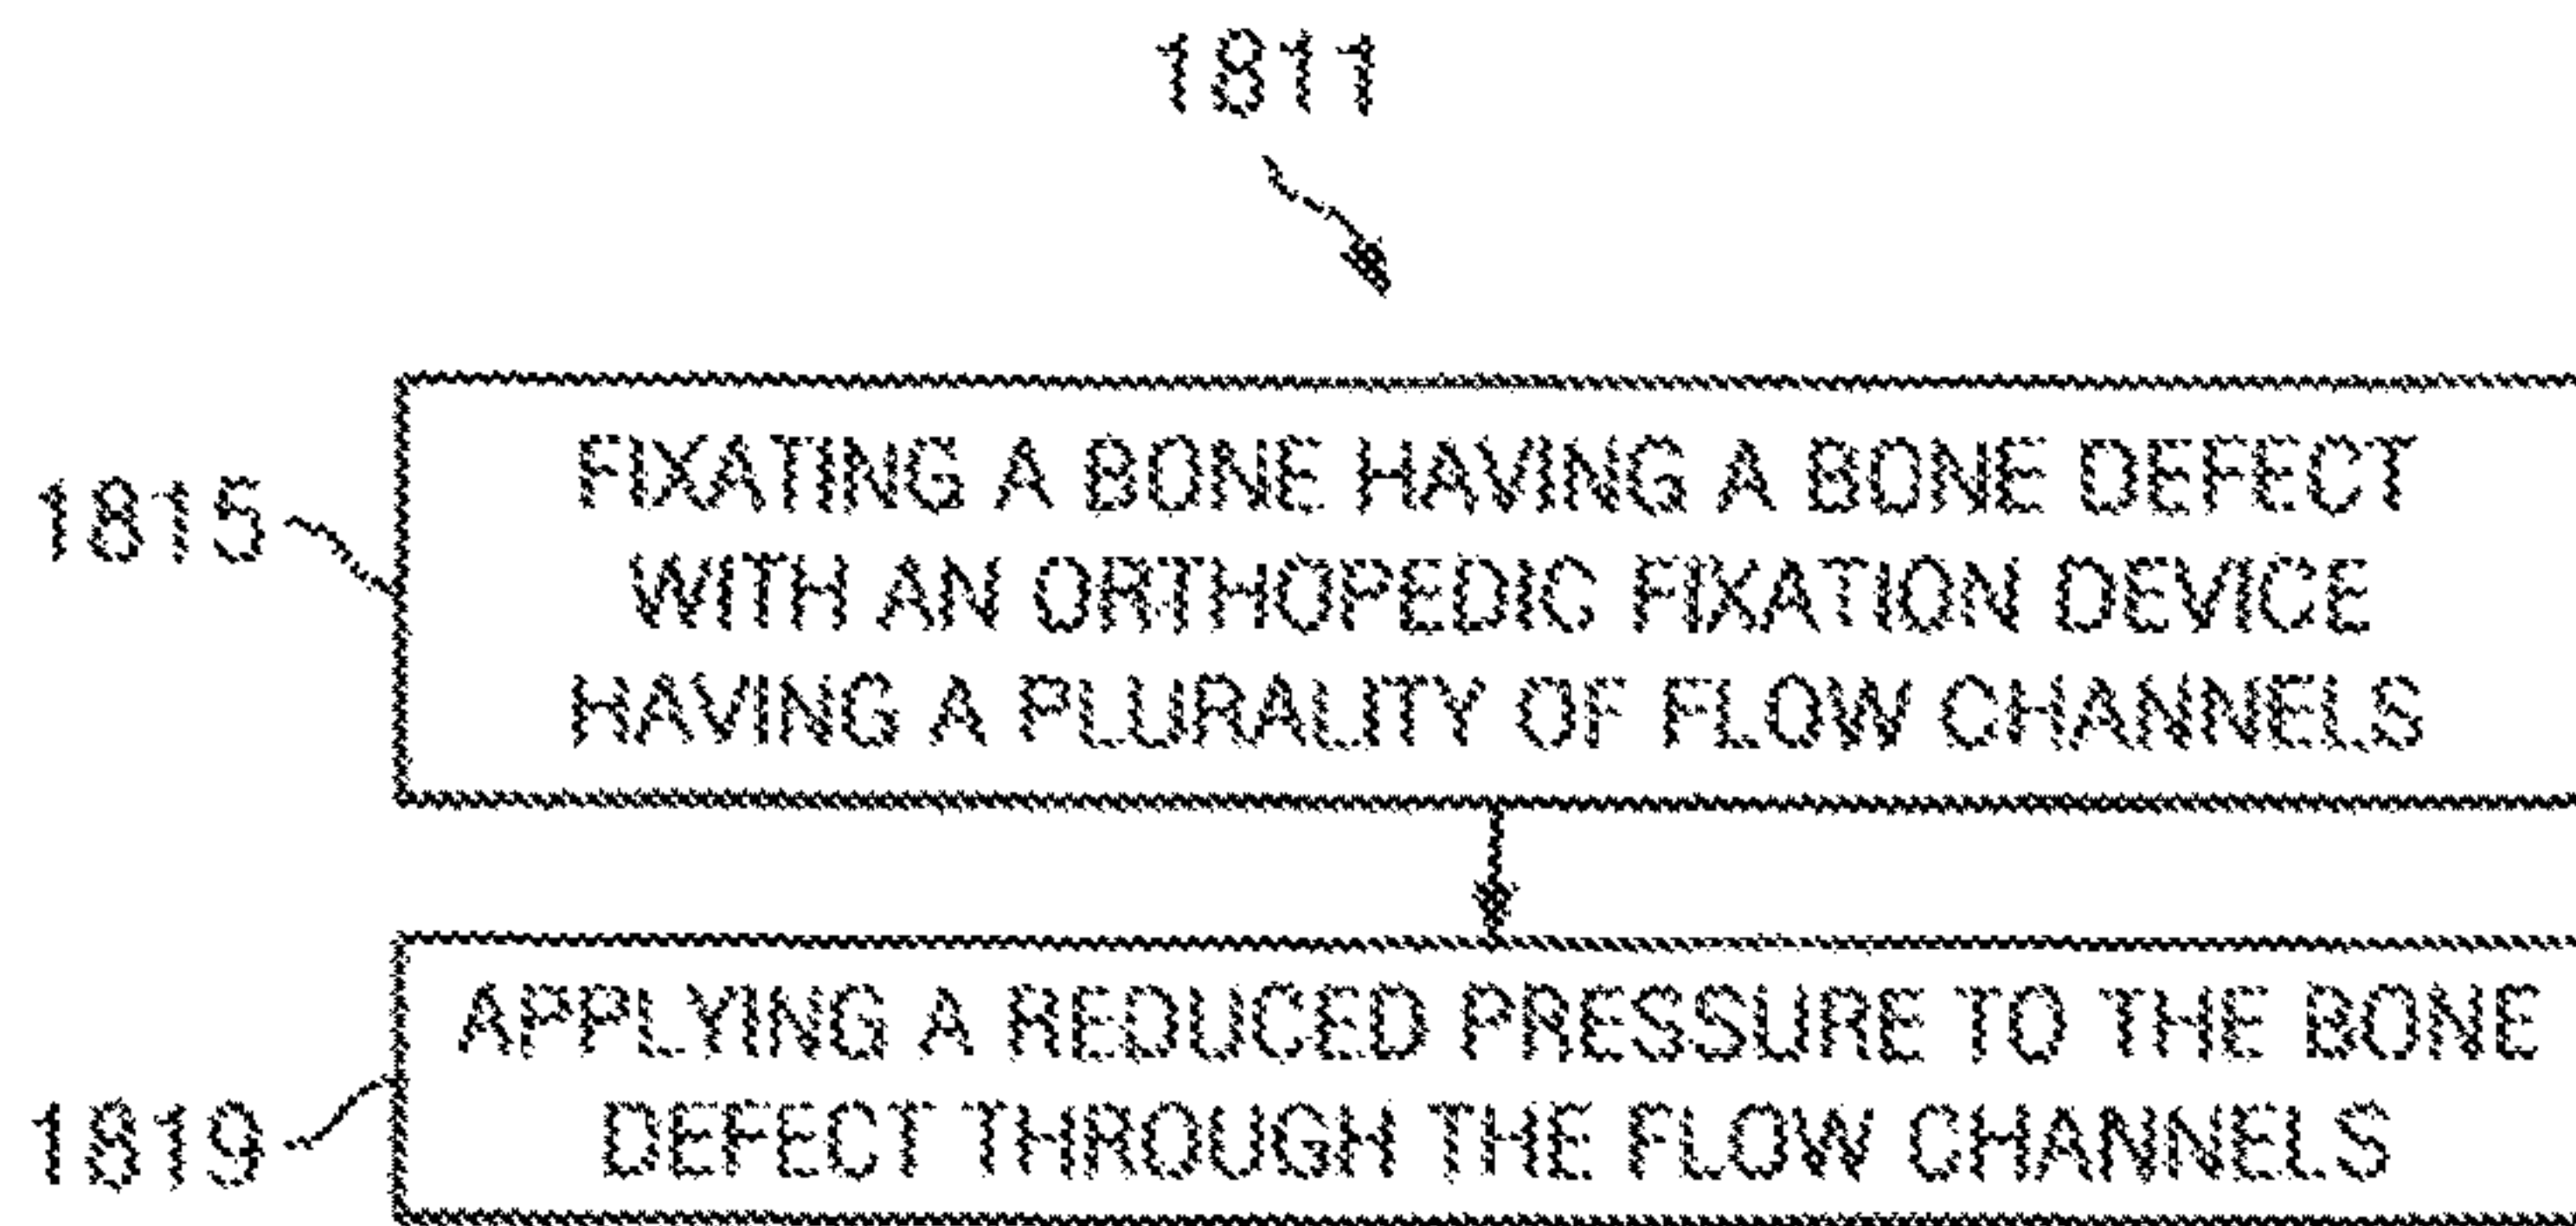 1811
1815
FIXATING A BONE HAVING A BONE DEFECT
WITH AN ORTHOPEDIC FIXATION DEVICE
HAVING A PLURALITY OF FLOW CHANNELS
1819
APPLYING A REDUCED PRESSURE TO THE BONE
DEFECT THROUGH THE FLOW CHANNELS